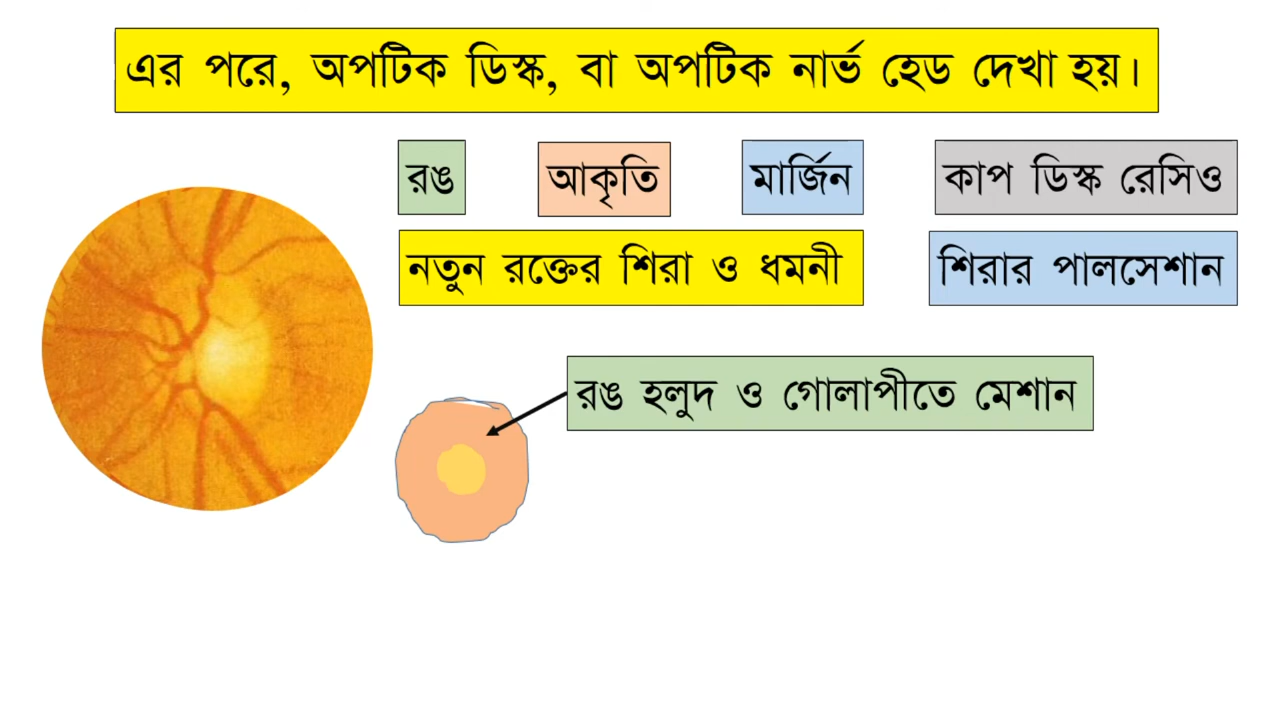 এর পরে, অপটিক ডিস্ক, বা অপটিক নার্ভ হেড দেখা হয়।
রঙ আকৃতি মার্জিন কাপ ডিস্ক রেসিও
নতুন রক্তের শিরা ও ধমনী শিরার পালসেশান
রঙ হলুদ ও গোলাপীতে মেশান